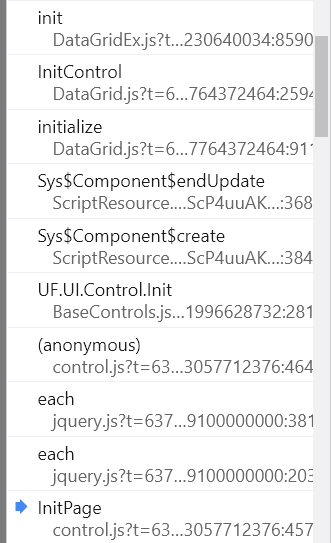 init
DataGridEx.js?t...230640034:8590
InitControl
DataGrid.js?t=6...764372464:2594
initialize
DataGrid.js?t=6...7764372464:911
Sys$Component$endUpdate
ScriptResource....ScP4uuAK...:368
Sys$Component$create
ScriptResource....ScP4uuAK...:384
UF.UI.Control.Init
BaseControls.js...1996628732:281
(anonymous)
control.js?t=63...3057712376:464
each
jquery.js?t=637...9100000000:381
each
jquery.js?t=637...9100000000:203
InitPage
control.js?t=63...3057712376:457